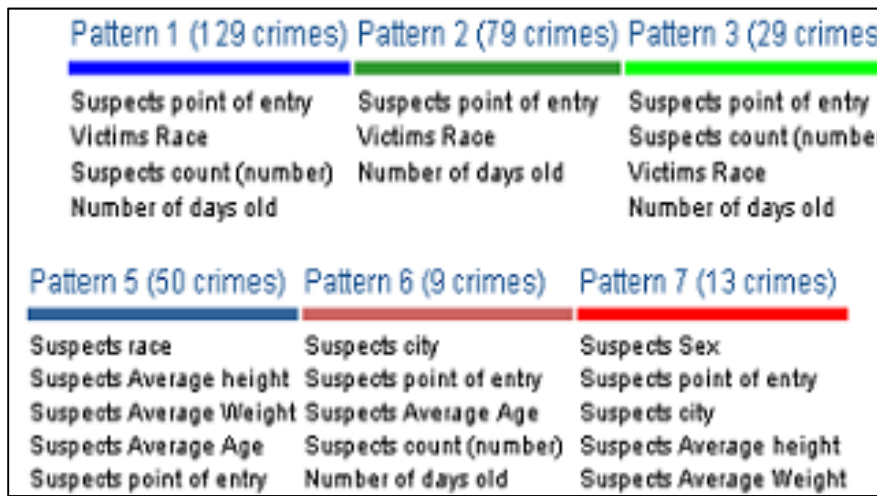 Pattern 1 (129 crimes) Pattern 2 (79 crimes) Pattern 3 (29 crimes
Suspects point of entry Suspects point of entry Suspects point of entry
Victims Race Victims Race Suspects count (numbe
Suspects count (number) Number of days old Victims Race
Number of days old Number of days old
Pattern 5 (50 crimes) Pattern 6 (9 crimes) Pattern 7 (13 crimes)
Suspects race Suspects city Suspects Sex
Suspects Average height Suspects point of entry Suspects point of entry
Suspects Average Weight Suspects Average Age Suspects city
Suspects Average Age Suspects count (number) Suspects Average height
Suspects point of entry Number of days old Suspects Average Weight